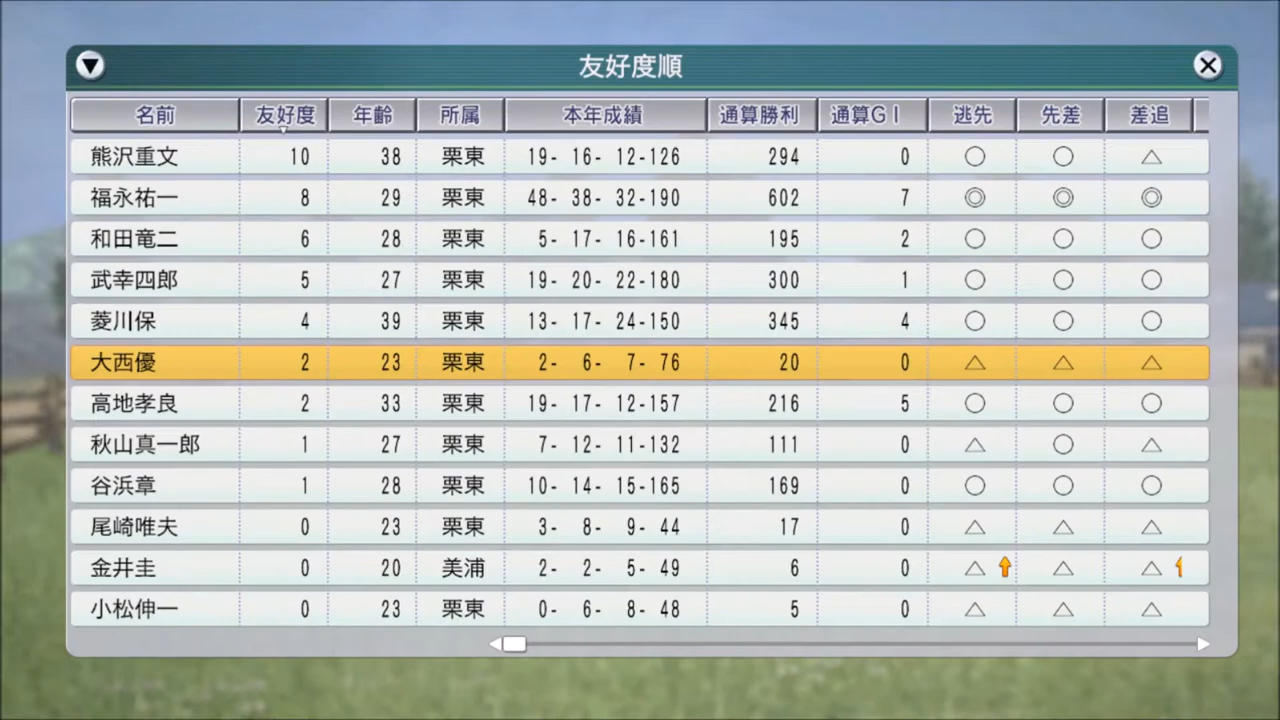 友好度順
名前 友好度 年齢 所属 本年成績 通算勝利 通算GⅠ 逃先 先差 差追
熊沢重文 10 38 栗東 19- 16- 12-126 294 0 ○ ○ △
福永祐一 8 29 栗東 48- 38- 32-190 602 7 ◎ ◎ ◎
和田竜二 6 28 栗東 5- 17- 16-161 195 2 ○ ○ ○
武幸四郎 5 27 栗東 19- 20- 22-180 300 1 ○ ○ ○
菱川保 4 39 栗東 13- 17- 24-150 345 4 ○ ○ ○
大西優 2 23 栗東 2- 6- 7- 76 20 0 △ △ △
高地孝良 2 33 栗東 19- 17- 12-157 216 5 ○ ○ ○
秋山真一郎 1 27 栗東 7- 12- 11-132 111 0 △ ○ △
谷浜章 1 28 栗東 10- 14- 15-165 169 0 ○ ○ ○
尾崎唯夫 0 23 栗東 3- 8- 9- 44 17 0 △ △ △
金井圭 0 20 美浦 2- 2- 5- 49 6 0 △ △ △
小松伸一 0 23 栗東 0- 6- 8- 48 5 0 △ △ △